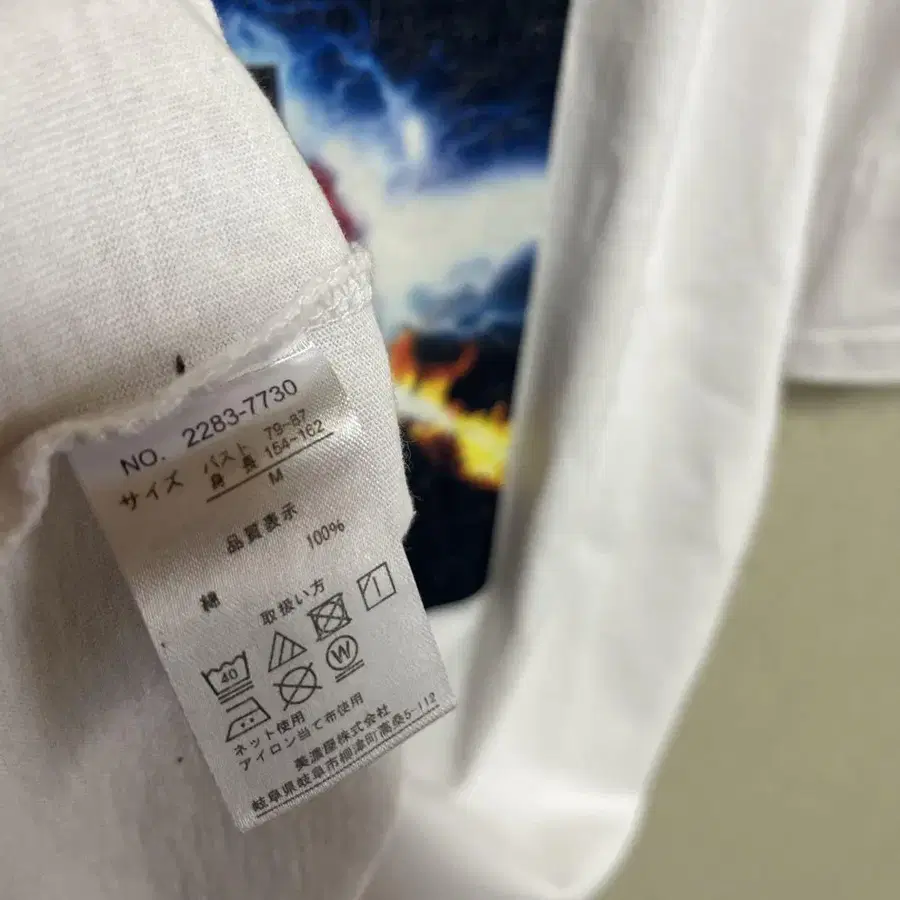 NO. 2283-7730
サイズ バスト 79-87
身長 154-162
M
品質表示
綿 100%
取扱い方
40
W
ネット使用
アイロン当て布使用
美濃屋株式会社
岐阜県岐阜市柳津町高桑5-112